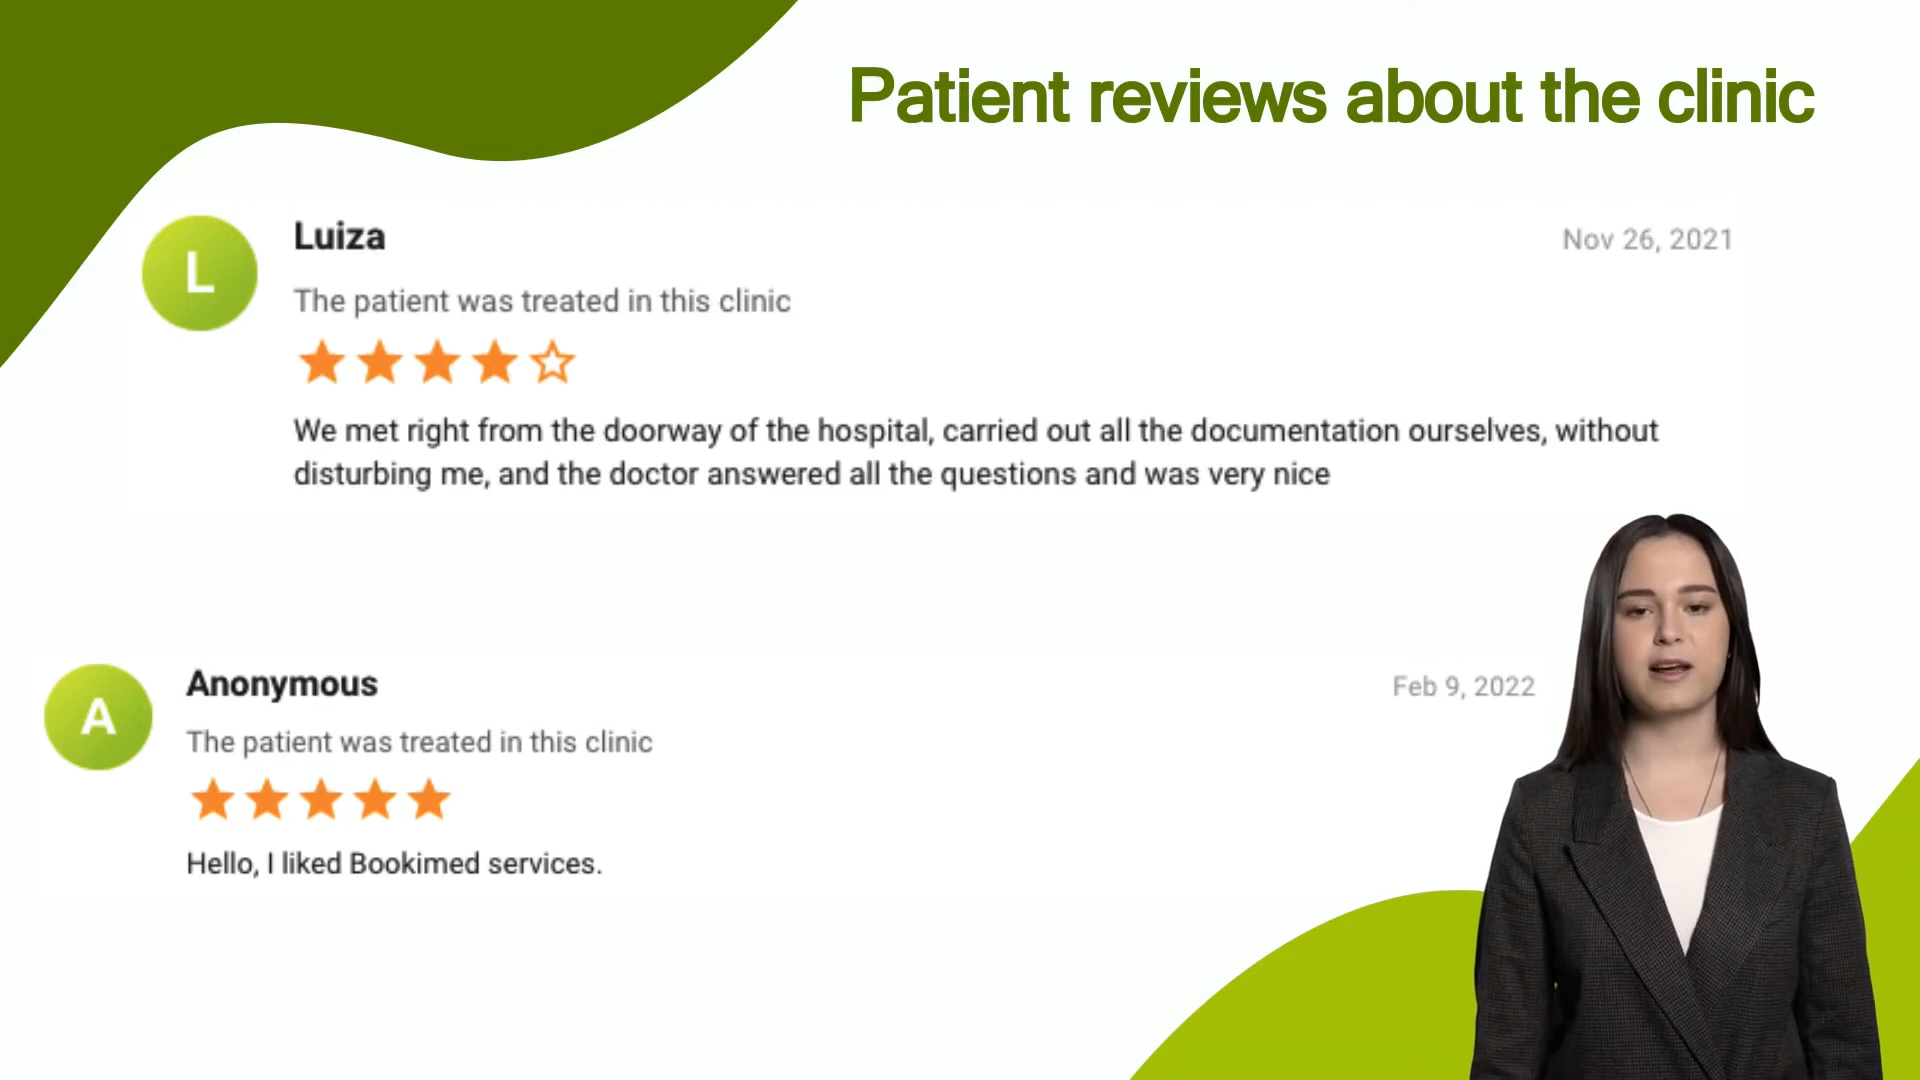 Patient reviews about the clinic
L
Luiza
Nov 26, 2021
The patient was treated in this clinic
We met right from the doorway of the hospital, carried out all the documentation ourselves, without
disturbing me, and the doctor answered all the questions and was very nice
A
Anonymous
Feb 9, 2022
The patient was treated in this clinic
Hello, I liked Bookimed services.